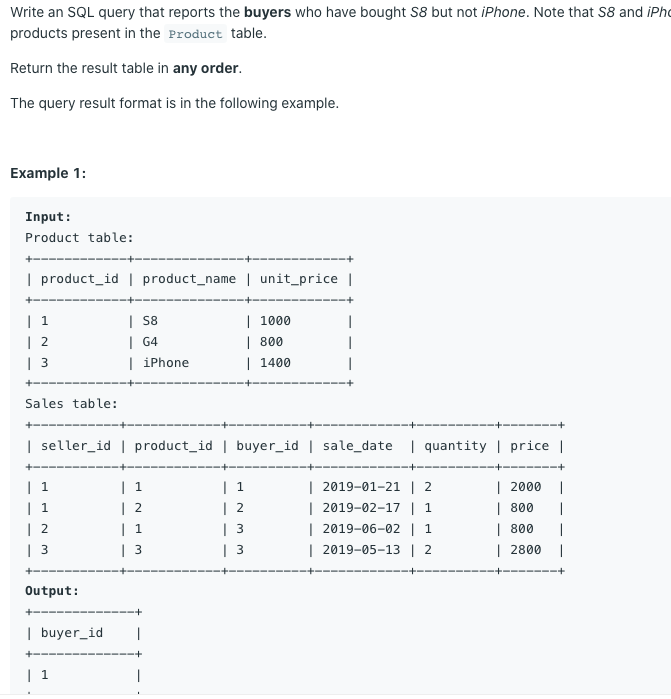 Write an SQL query that reports the buyers who have bought S8 but not iPhone. Note that S8 and
products present in the Product table.
Return the result table in any order.
The query result format is in the following example.
Example 1:
Input:
Product table:
+------------+--------------+------------+
| product_id | product_name | unit_price |
+------------+--------------+------------+
| 1          | S8           | 1000       |
| 2          | G4           | 800        |
| 3          | iPhone       | 1400       |
+------------+--------------+------------+
Sales table:
+-----------+------------+----------+------------+----------+-------+
| seller_id | product_id | buyer_id | sale_date  | quantity | price |
+-----------+------------+----------+------------+----------+-------+
| 1         | 1          | 1        | 2019-01-21 | 2        | 2000  |
| 1         | 2          | 2        | 2019-02-17 | 1        | 800   |
| 2         | 1          | 3        | 2019-06-02 | 1        | 800   |
| 3         | 3          | 3        | 2019-05-13 | 2        | 2800  |
+-----------+------------+----------+------------+----------+-------+
Output:
+-------------+
| buyer_id    |
+-------------+
| 1           |